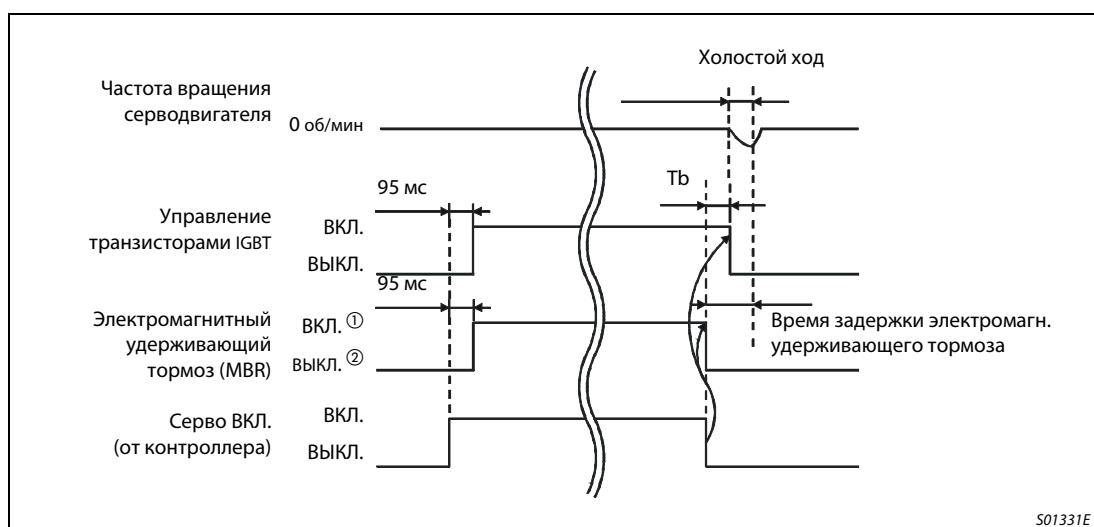 Холостой ход
Частота вращения
серводвигателя
0 об/мин
95 мс
Tb
Управление
транзисторами IGBT
ВКЛ.
ВЫКЛ.
95 мс
Электромагнитный
удерживающий
тормоз (MBR)
ВКЛ. ①
ВЫКЛ. ②
Время задержки электромагн.
удерживающего тормоза
Серво ВКЛ.
(от контроллера)
ВКЛ.
ВЫКЛ.
S01331E